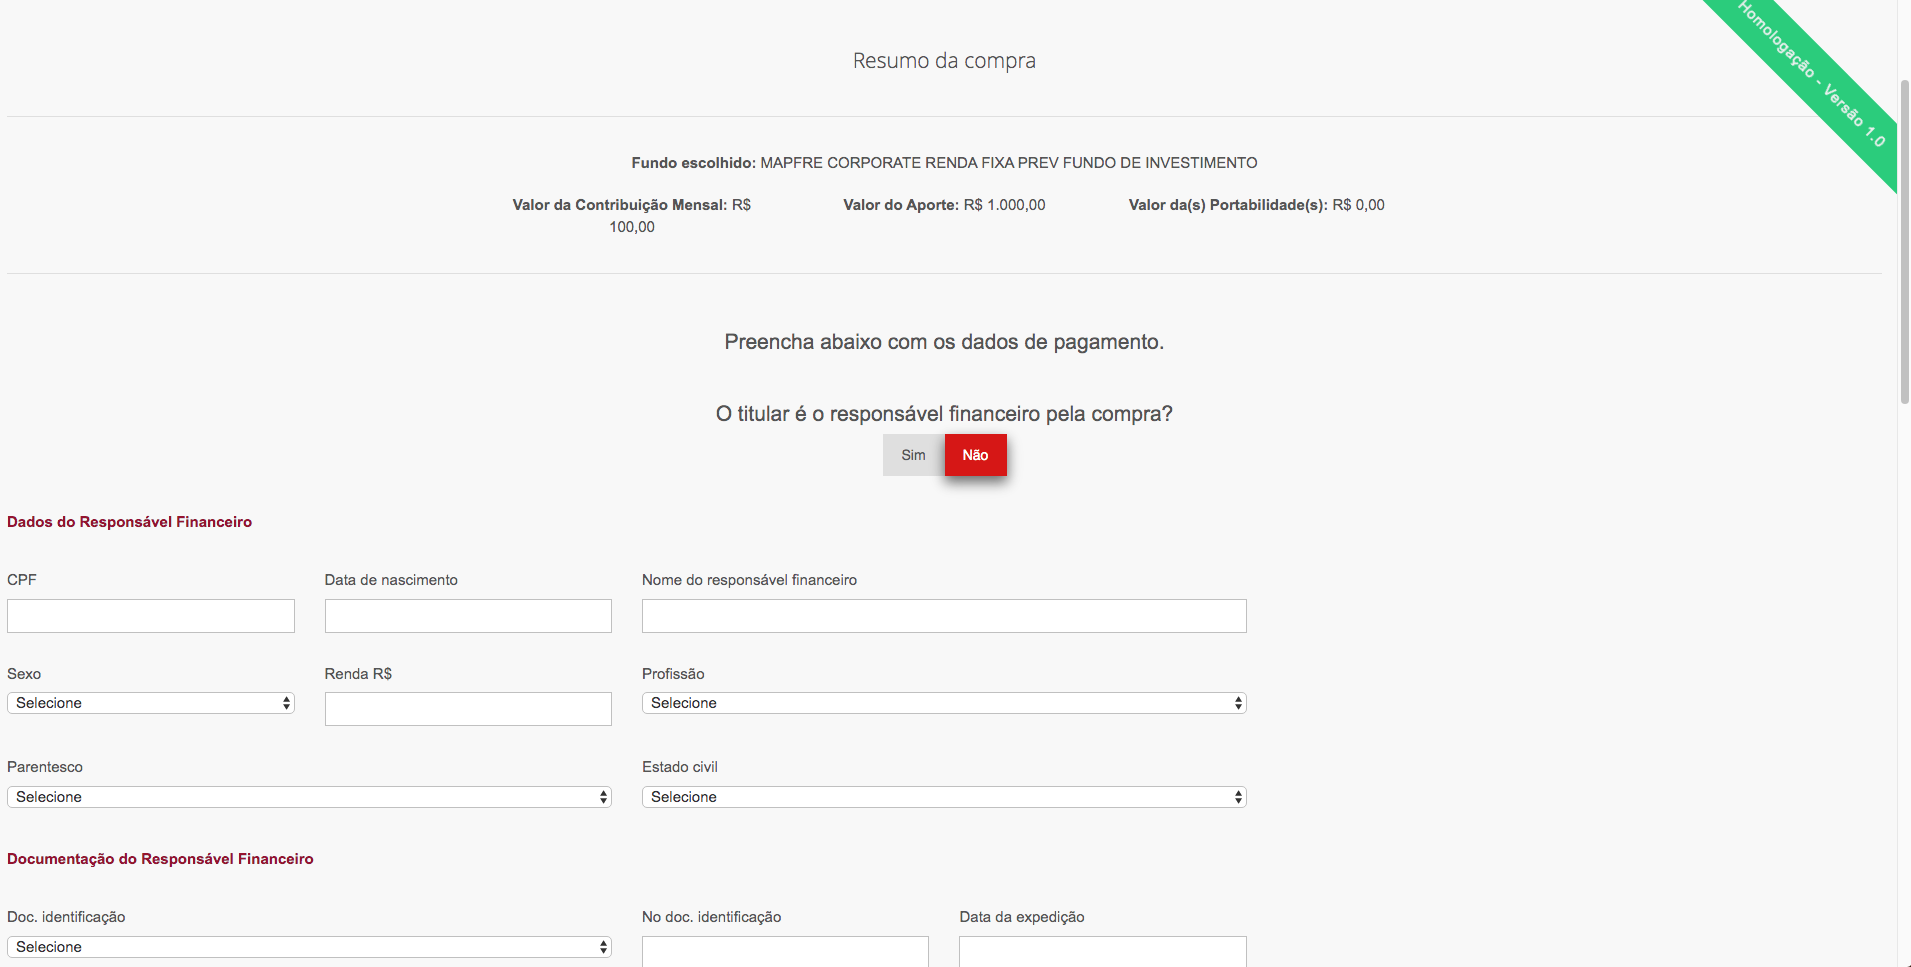 Homologação - Versão 1.0
Resumo da compra
Fundo escolhido: MAPFRE CORPORATE RENDA FIXA PREV FUNDO DE INVESTIMENTO
Valor da Contribuição Mensal: R$
100,00
Valor do Aporte: R$ 1.000,00
Valor da(s) Portabilidade(s): R$ 0,00
Preencha abaixo com os dados de pagamento.
O titular é o responsável financeiro pela compra?
Sim
Não
Dados do Responsável Financeiro
CPF
Data de nascimento
Nome do responsável financeiro
Sexo
Renda R$
Profissão
Selecione
Selecione
Parentesco
Estado civil
Selecione
Selecione
Documentação do Responsável Financeiro
Doc. identificação
No doc. identificação
Data da expedição
Selecione